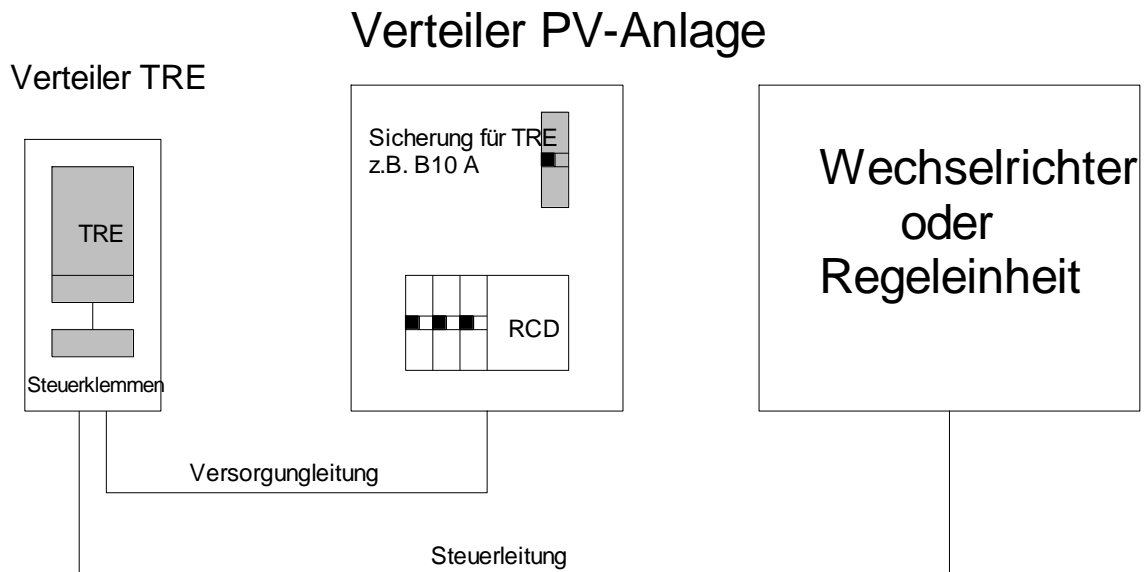 Verteiler PV-Anlage
Verteiler TRE
Sicherung für TRE
z.B. B10 A
TRE
RCD
Steuerklemmen
Wechselrichter
oder
Regeleinheit
Versorgungleitung
Steuerleitung